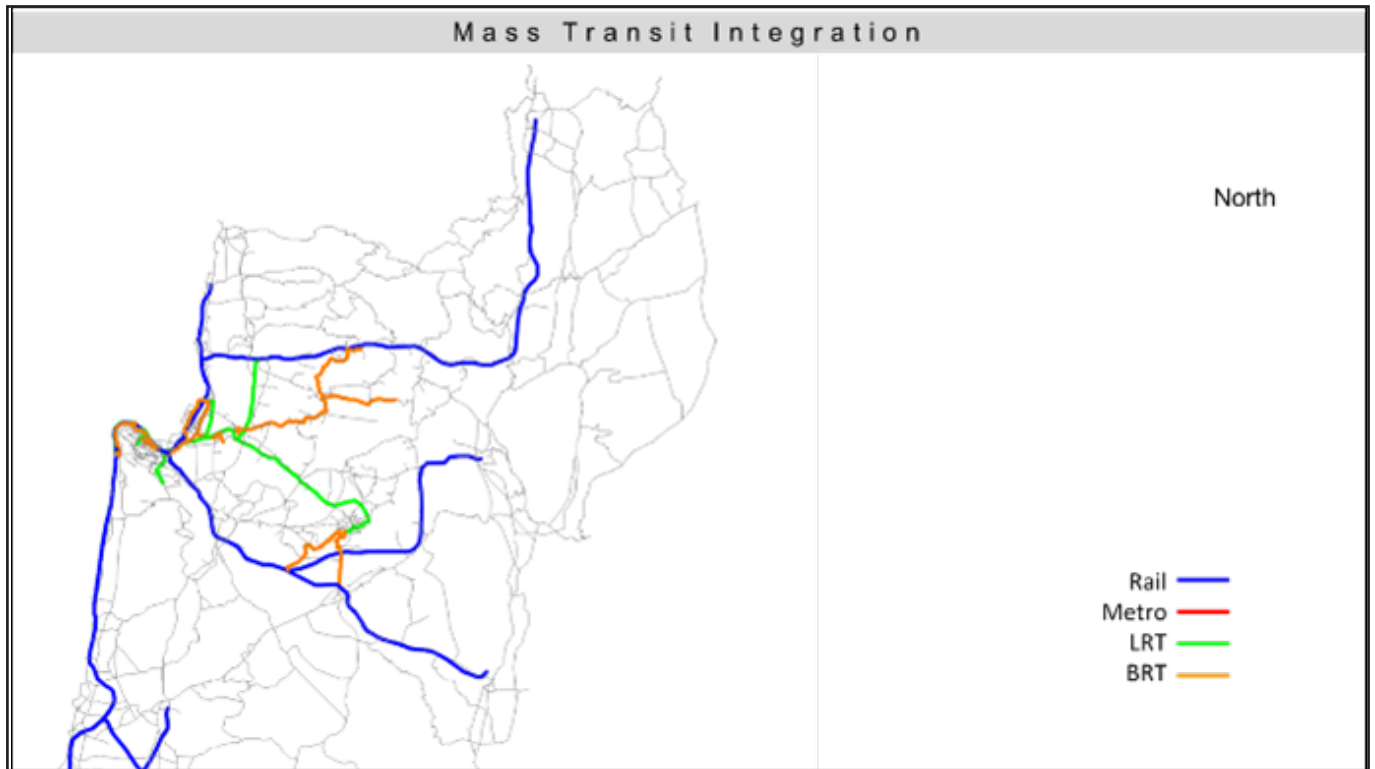 Mass Transit Integration
North
Rail
Metro
LRT
BRT